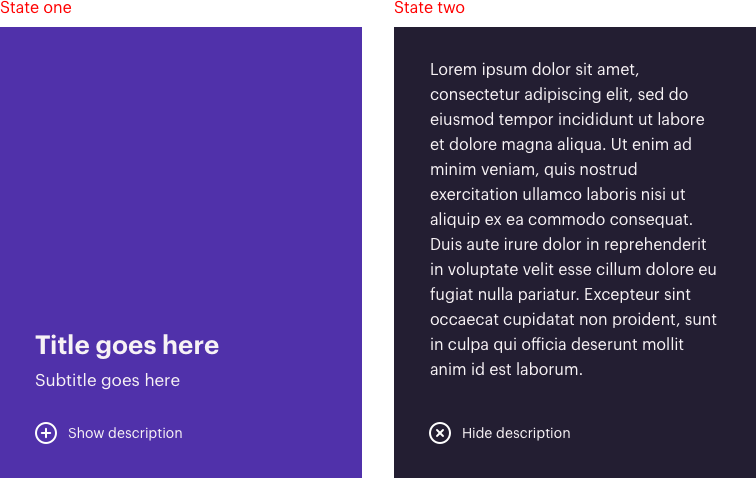 State one
Title goes here
Subtitle goes here
Show description
State two
Lorem ipsum dolor sit amet,
consectetur adipiscing elit, sed do
eiusmod tempor incididunt ut labore
et dolore magna aliqua. Ut enim ad
minim veniam, quis nostrud
exercitation ullamco laboris nisi ut
aliquip ex ea commodo consequat.
Duis aute irure dolor in reprehenderit
in voluptate velit esse cillum dolore eu
fugiat nulla pariatur. Excepteur sint
occaecat cupidatat non proident, sunt
in culpa qui officia deserunt mollit
anim id est laborum.
Hide description